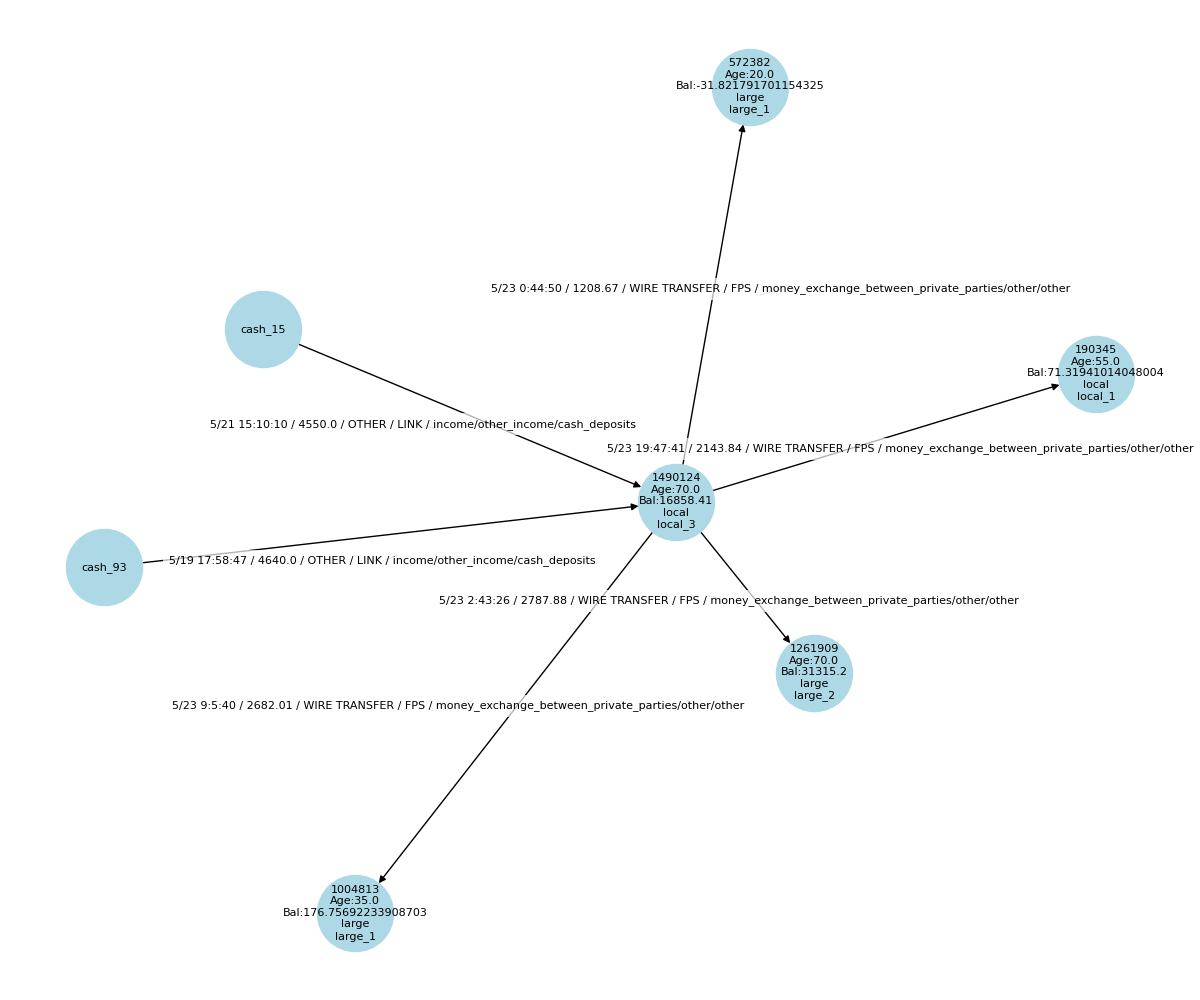 572382
Age:20.0
Bal:-31.821791701154325
large
large_1
5/23 0:44:50 / 1208.67 / WIRE TRANSFER / FPS / money_exchange_between_private_parties/other/other
cash_15
190345
Age:55.0
Bal:71.31941014048004
local
local_1
5/21 15:10:10 / 4550.0 / OTHER / LINK / income/other_income/cash_deposits
5/23 19:47:41 / 2143.84 / WIRE TRANSFER / FPS / money_exchange_between_private_parties/other/other
1490124
Age:70.0
Bal:16858.41
local
local_3
cash_93
5/19 17:58:47 / 4640.0 / OTHER / LINK / income/other_income/cash_deposits
5/23 2:43:26 / 2787.88 / WIRE TRANSFER / FPS / money_exchange_between_private_parties/other/other
1261909
Age:70.0
Bal:31315.2
large
large_2
5/23 9:5:40 / 2682.01 / WIRE TRANSFER / FPS / money_exchange_between_private_parties/other/other
1004813
Age:35.0
Bal:176.75692233908703
large
large_1